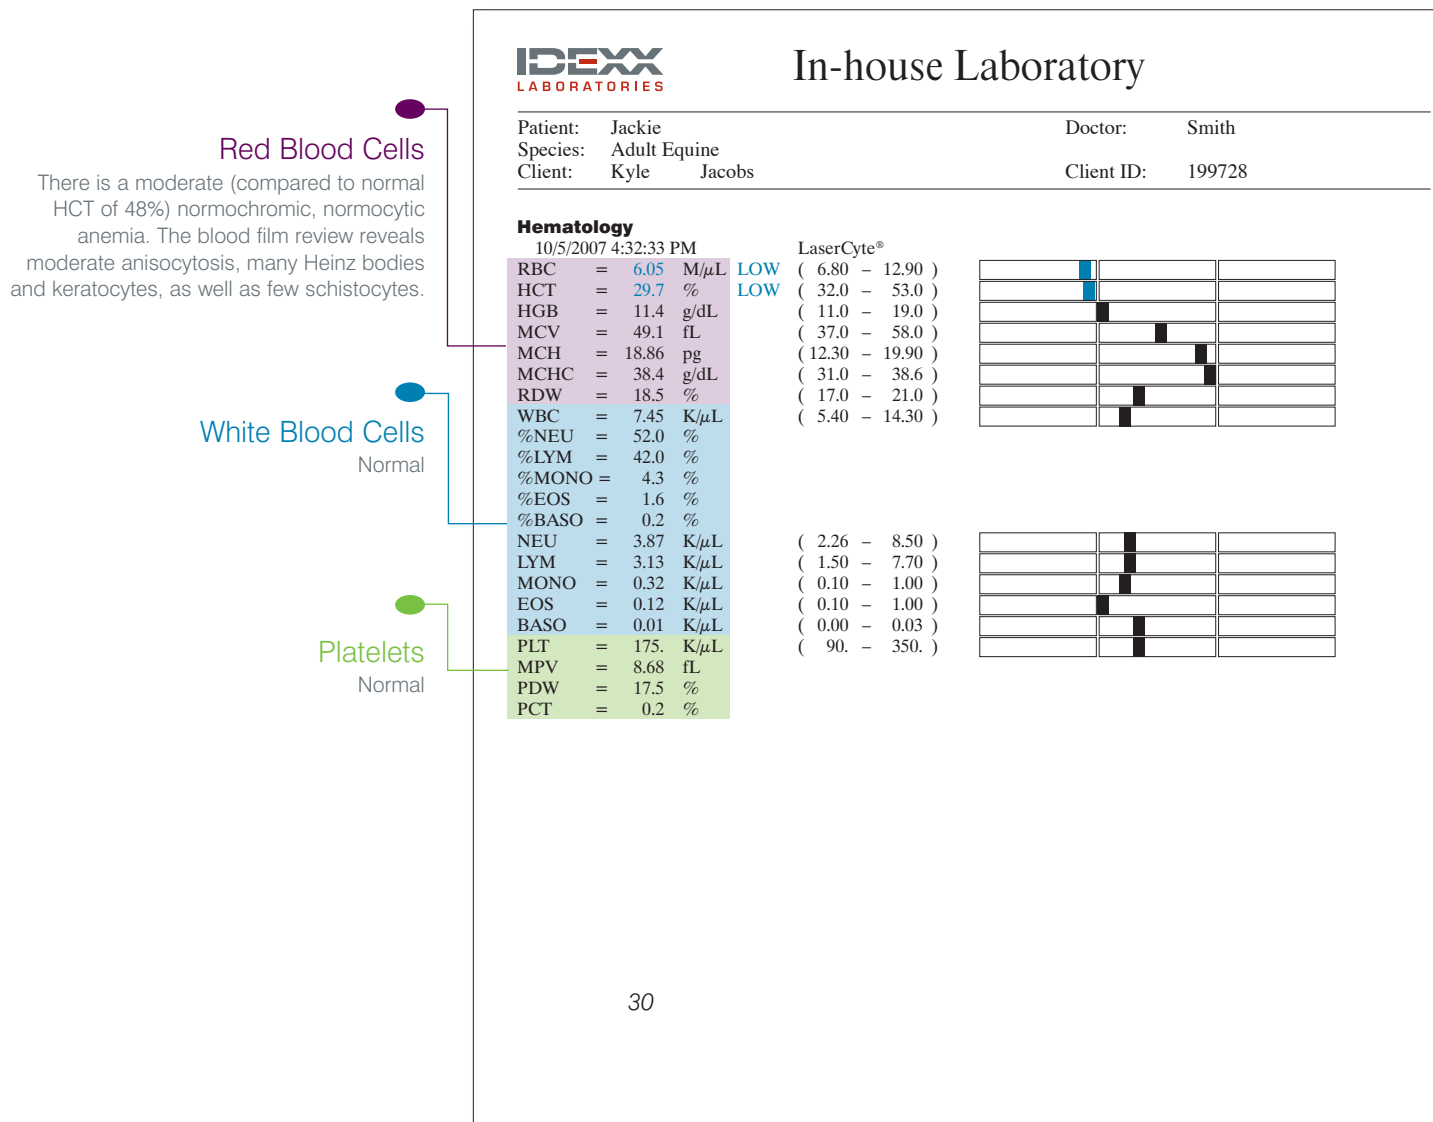 IDEXX
LABORATORIES
In-house Laboratory
Patient: Jackie Doctor: Smith
Species: Adult Equine
Client: Kyle Jacobs Client ID: 199728
Red Blood Cells
There is a moderate (compared to normal
HCT of 48%) normochromic, normocytic
anemia. The blood film review reveals
moderate anisocytosis, many Heinz bodies
and keratocytes, as well as few schistocytes.
White Blood Cells
Normal
Platelets
Normal
Hematology
10/5/2007 4:32:33 PM LaserCyte®
RBC = 6.05 M/µL LOW ( 6.80 – 12.90 )
HCT = 29.7 % LOW ( 32.0 – 53.0 )
HGB = 11.4 g/dL ( 11.0 – 19.0 )
MCV = 49.1 fL ( 37.0 – 58.0 )
MCH = 18.86 pg ( 12.30 – 19.90 )
MCHC = 38.4 g/dL ( 31.0 – 38.6 )
RDW = 18.5 % ( 17.0 – 21.0 )
WBC = 7.45 K/µL ( 5.40 – 14.30 )
%NEU = 52.0 %
%LYM = 42.0 %
%MONO = 4.3 %
%EOS = 1.6 %
%BASO = 0.2 %
NEU = 3.87 K/µL ( 2.26 – 8.50 )
LYM = 3.13 K/µL ( 1.50 – 7.70 )
MONO = 0.32 K/µL ( 0.10 – 1.00 )
EOS = 0.12 K/µL ( 0.10 – 1.00 )
BASO = 0.01 K/µL ( 0.00 – 0.03 )
PLT = 175. K/µL ( 90. – 350. )
MPV = 8.68 fL
PDW = 17.5 %
PCT = 0.2 %
30